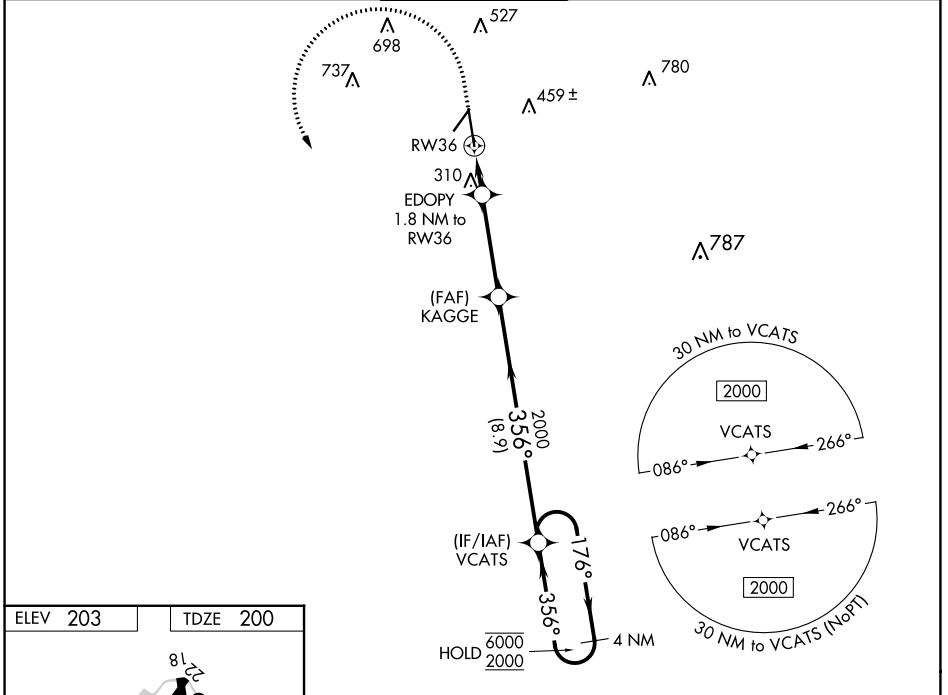 527
698
737
780
459 ±
RW36
310
EDOPY
1.8 NM to
RW36
787
(FAF)
KAGGE
30 NM to VCATS
2000
VCATS
086°
266°
2000
356°
(8.9)
086°
266°
VCATS
2000
30 NM to VCATS (NoPT)
(IF/IAF)
VCATS
176°
356°
4 NM
HOLD 6000
2000
ELEV 203
TDZE 200
22
18